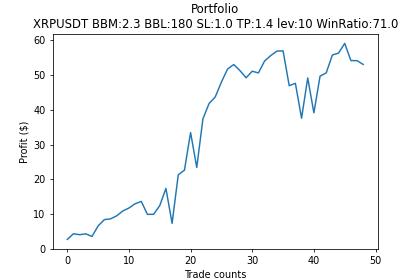 Portfolio
XRPUSDT BBM:2.3 BBL:180 SL:1.0 TP:1.4 lev:10 WinRatio:71.0
60
50
40
30
20
10
0
Profit ($)
0 10 20 30 40 50
Trade counts